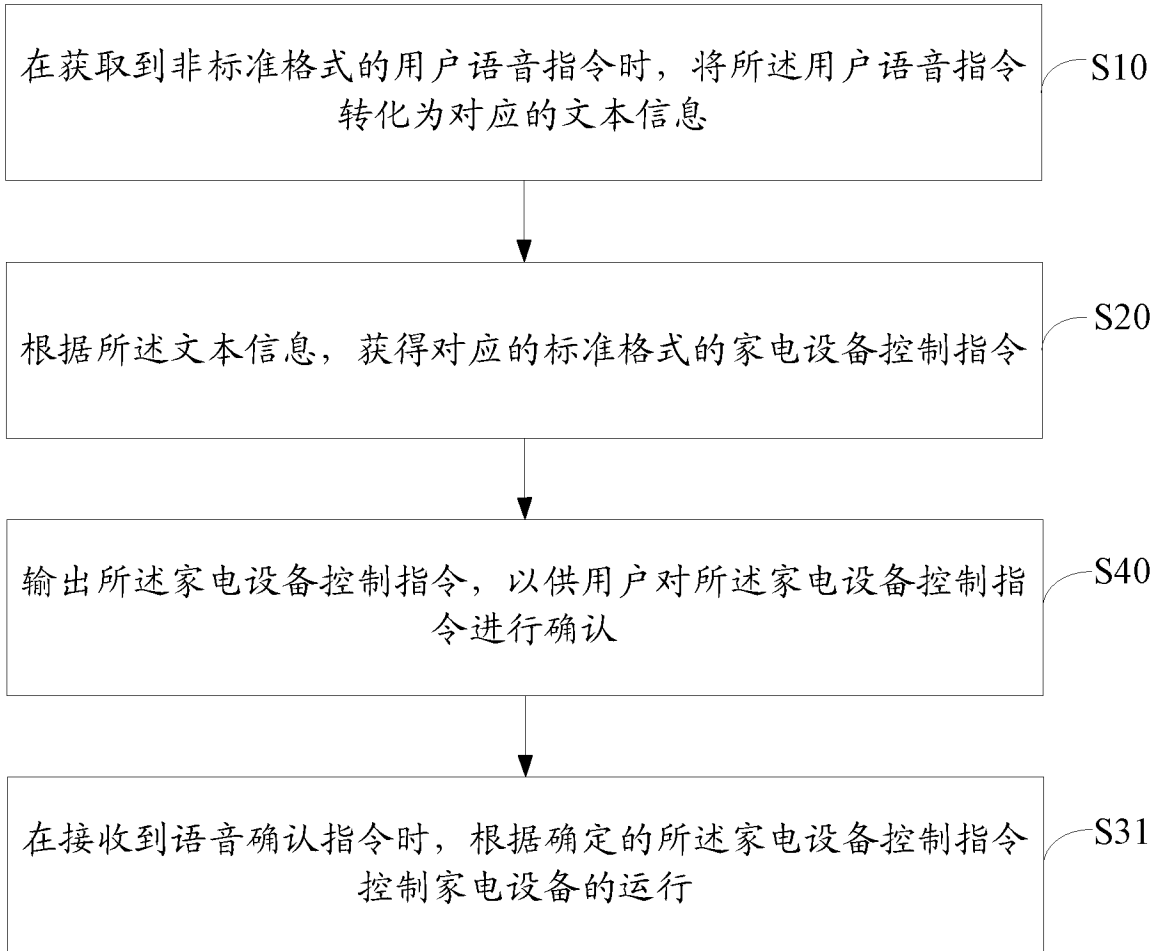 在获取到非标准格式的用户语音指令时，将所述用户语音指令
转化为对应的文本信息
S10
根据所述文本信息，获得对应的标准格式的家电设备控制指令
S20
输出所述家电设备控制指令，以供用户对所述家电设备控制指
令进行确认
S40
在接收到语音确认指令时，根据确定的所述家电设备控制指令
控制家电设备的运行
S31